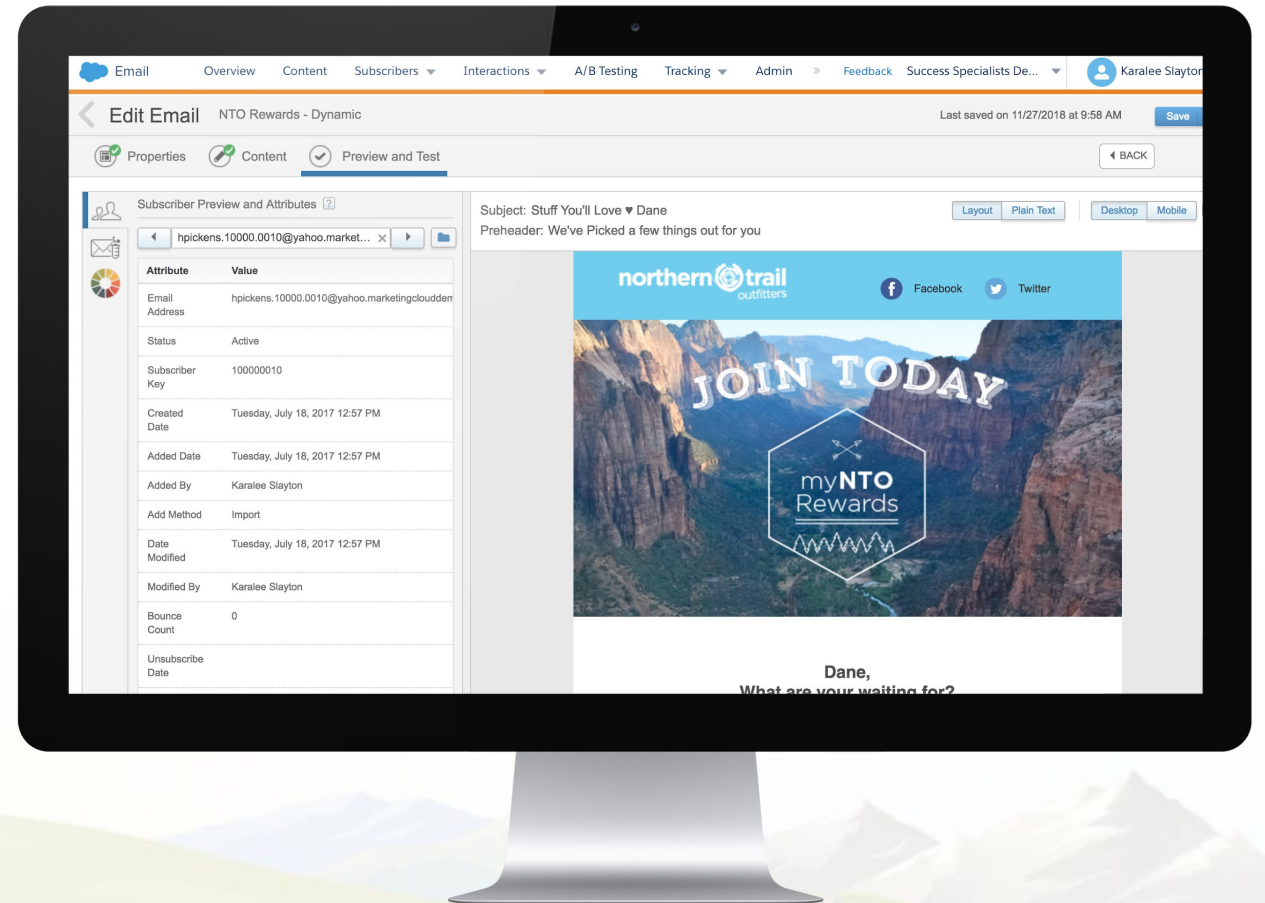 Email Overview Content Subscribers Interactions A/B Testing Tracking Admin » Feedback Success Specialists De... Karalee Slayton
Edit Email NTO Rewards - Dynamic Last saved on 11/27/2018 at 9:58 AM Save
Properties Content Preview and Test BACK
Subscriber Preview and Attributes ?
hpickens.10000.0010@yahoo.market... ×
Attribute Value
Email hpickens.10000.0010@yahoo.marketingclouddem
Address
Status Active
Subscriber 100000010
Key
Created Tuesday, July 18, 2017 12:57 PM
Date
Added Date Tuesday, July 18, 2017 12:57 PM
Added By Karalee Slayton
Add Method Import
Date Tuesday, July 18, 2017 12:57 PM
Modified
Modified By Karalee Slayton
Bounce 0
Count
Unsubscribe
Date
Subject: Stuff You'll Love ♥ Dane
Preheader: We've Picked a few things out for you
Layout Plain Text Desktop Mobile
northern trail
outfitters
Facebook Twitter
JOIN TODAY
myNTO
Rewards
Dane,
What are your waiting for?